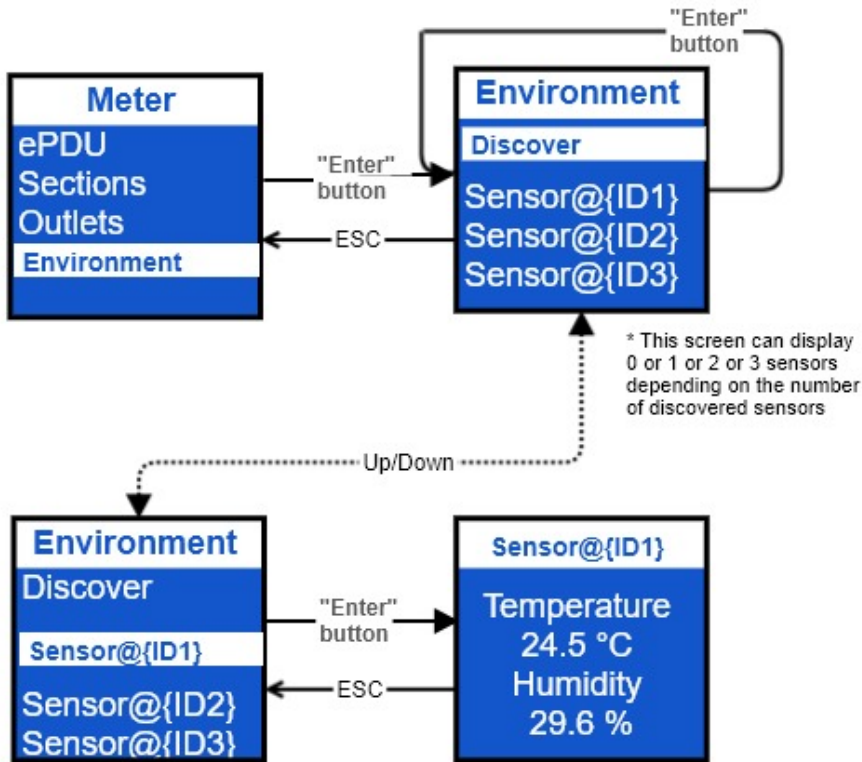 "Enter"
button
Meter
ePDU
Sections
Outlets
Environment
"Enter"
button
ESC
Environment
Discover
Sensor@{ID1}
Sensor@{ID2}
Sensor@{ID3}
* This screen can display
0 or 1 or 2 or 3 sensors
depending on the number
of discovered sensors
Up/Down
Environment
Discover
Sensor@{ID1}
Sensor@{ID2}
Sensor@{ID3}
"Enter"
button
ESC
Sensor@{ID1}
Temperature
24.5 °C
Humidity
29.6 %